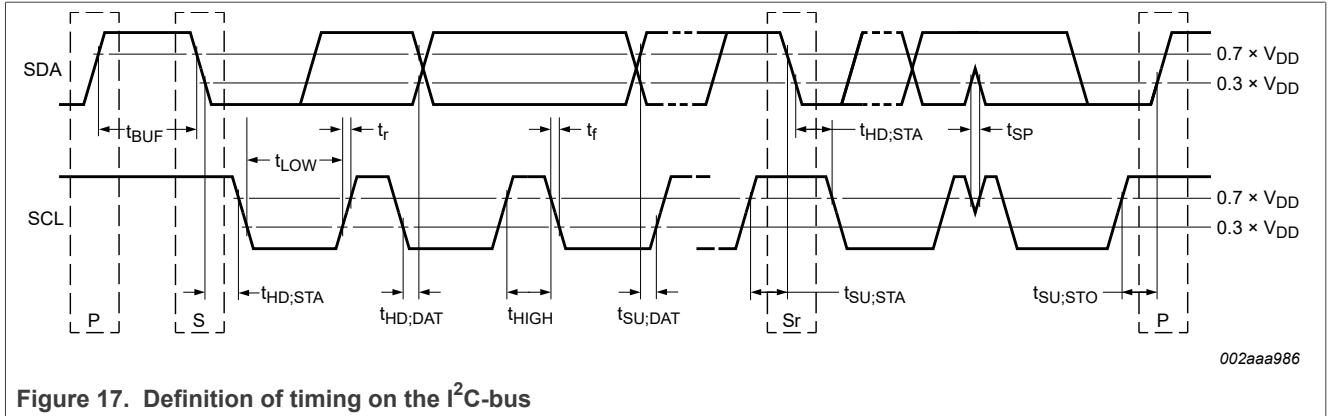 SDA
0.7 × VDD
0.3 × VDD
tBUF
tr
tf
tHD;STA
tSP
tLOW
SCL
0.7 × VDD
0.3 × VDD
tHD;STA
tHD;DAT
tHIGH
tSU;DAT
tSU;STA
tSU;STO
P
S
Sr
P
002aaa986
Figure 17. Definition of timing on the I²C-bus